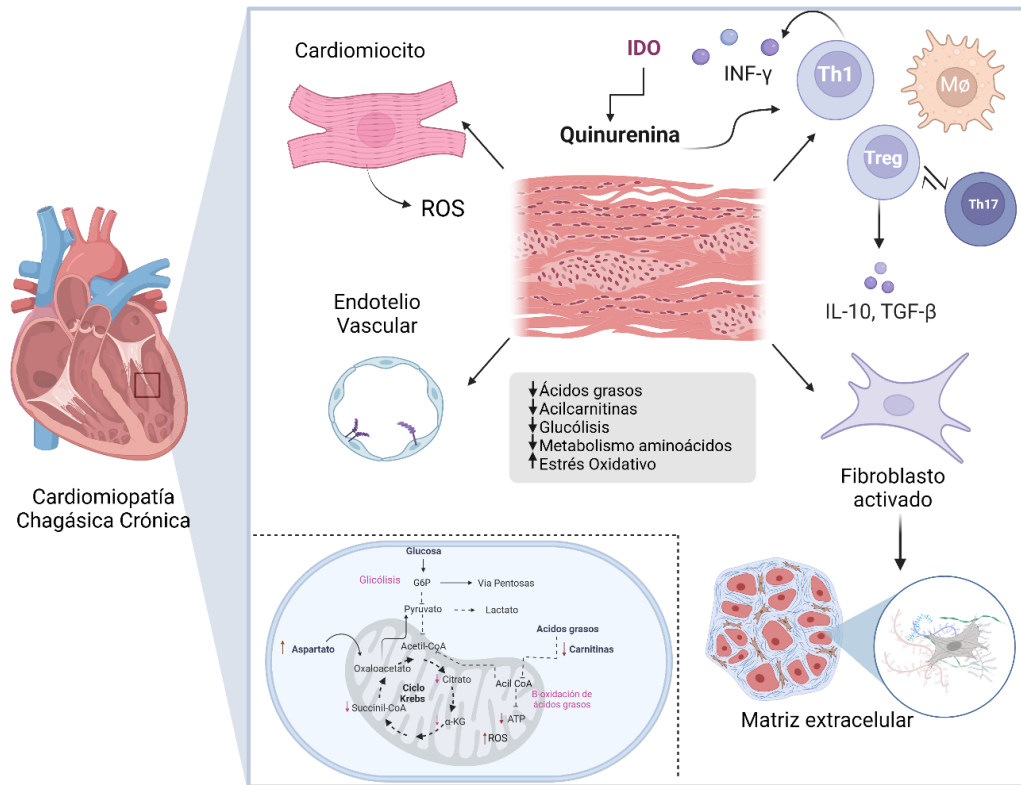 Cardiomiocito
ROS
IDO
Quinurenina
INF-γ
Th1
Mø
Treg
Th17
IL-10, TGF-β
Endotelio
Vascular
↓Ácidos grasos
↓Acilcarnitinas
↓Glucólisis
↓Metabolismo aminoácidos
↑Estrés Oxidativo
Fibroblasto
activado
Cardiomiopatía
Chagásica Crónica
Matriz extracelular
Glucosa
Glicólisis
G6P
Via Pentosas
Pyruvato
Lactato
Acidos grasos
↑ Aspartato
Acetil-CoA
↓ Carnitinas
Oxaloacetato
↓ Citrato
Acil CoA
Ciclo
Krebs
B-oxidación de
ácidos grasos
↓ Succinil-CoA
↓ α-KG
↓ ATP
↑ROS